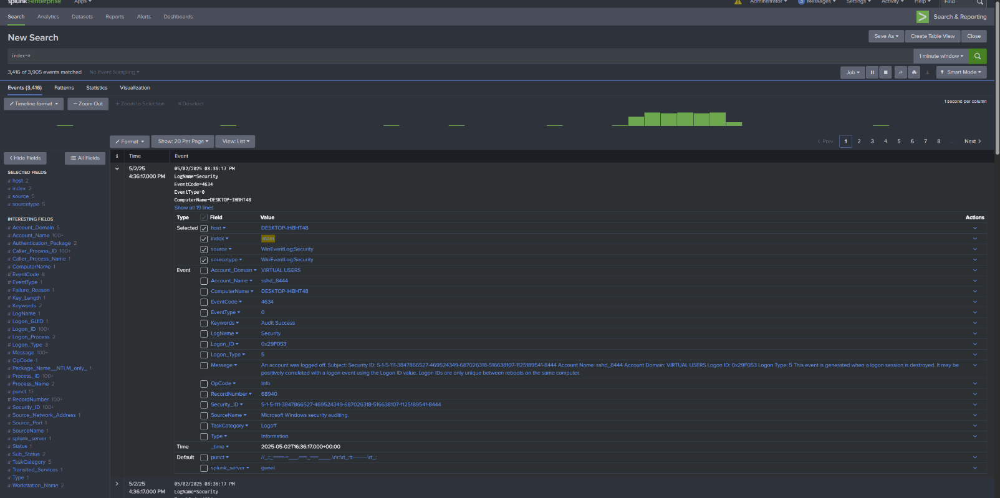 splunk>enterprise Apps ▾ Administrator ▾ 3 Messages ▾ Settings ▾ Activity ▾ Help ▾ Find
Search Analytics Datasets Reports Alerts Dashboards Search & Reporting
New Search Save As ▾ Create Table View Close
index=* 1 minute window ▾
3,416 of 3,905 events matched No Event Sampling ▾ Job ▾ Smart Mode ▾
Events (3,416) Patterns Statistics Visualization
Timeline format ▾ — Zoom Out + Zoom to Selection × Deselect 1 second per column
Format ▾ Show: 20 Per Page ▾ View: List ▾ < Prev 1 2 3 4 5 6 7 8 ... Next >
< Hide Fields All Fields
SELECTED FIELDS
a host 2
a index 2
a source 5
a sourcetype 5
INTERESTING FIELDS
a Account_Domain 5
a Account_Name 100+
a Authentication_Package 2
a Caller_Process_ID 100+
a Caller_Process_Name 1
a ComputerName 1
# EventCode 8
# EventType 1
a Failure_Reason 1
# Key_Length 1
a Keywords 2
a LogName 1
a Logon_GUID 1
a Logon_ID 100+
a Logon_Process 2
# Logon_Type 3
a Message 100+
a OpCode 1
a Package_Name__NTLM_only_ 1
a Process_ID 100+
a Process_Name 2
a punct 13
# RecordNumber 100+
a Security_ID 100+
a Source_Network_Address 1
a Source_Port 1
a SourceName 1
a splunk_server 1
a Status 1
a Sub_Status 2
a TaskCategory 5
a Transited_Services 1
a Type 1
a Workstation_Name 2
i Time Event
5/2/25
4:36:17.000 PM
05/02/2025 08:36:17 PM
LogName=Security
EventCode=4634
EventType=0
ComputerName=DESKTOP-IHBHT48
Show all 19 lines
Type Field Value Actions
Selected host ▾ DESKTOP-IHBHT48
index ▾ main
source ▾ WinEventLog:Security
sourcetype ▾ WinEventLog:Security
Event Account_Domain ▾ VIRTUAL USERS
Account_Name ▾ sshd_8444
ComputerName ▾ DESKTOP-IHBHT48
EventCode ▾ 4634
EventType ▾ 0
Keywords ▾ Audit Success
LogName ▾ Security
Logon_ID ▾ 0x29F053
Logon_Type ▾ 5
Message ▾ An account was logged off. Subject: Security ID: S-1-5-111-3847866527-469524349-687026318-516638107-1125189541-8444 Account Name: sshd_8444 Account Domain: VIRTUAL USERS Logon ID: 0x29F053 Logon Type: 5 This event is generated when a logon session is destroyed. It may be
positively correlated with a logon event using the Logon ID value. Logon IDs are only unique between reboots on the same computer.
OpCode ▾ Info
RecordNumber ▾ 68940
Security_ID ▾ S-1-5-111-3847866527-469524349-687026318-516638107-1125189541-8444
SourceName ▾ Microsoft Windows security auditing.
TaskCategory ▾ Logoff
Type ▾ Information
Time _time ▾ 2025-05-02T16:36:17.000+00:00
Default punct ▾
splunk_server ▾ gunel
5/2/25
4:36:17.000 PM
05/02/2025 08:36:17 PM
LogName=Security